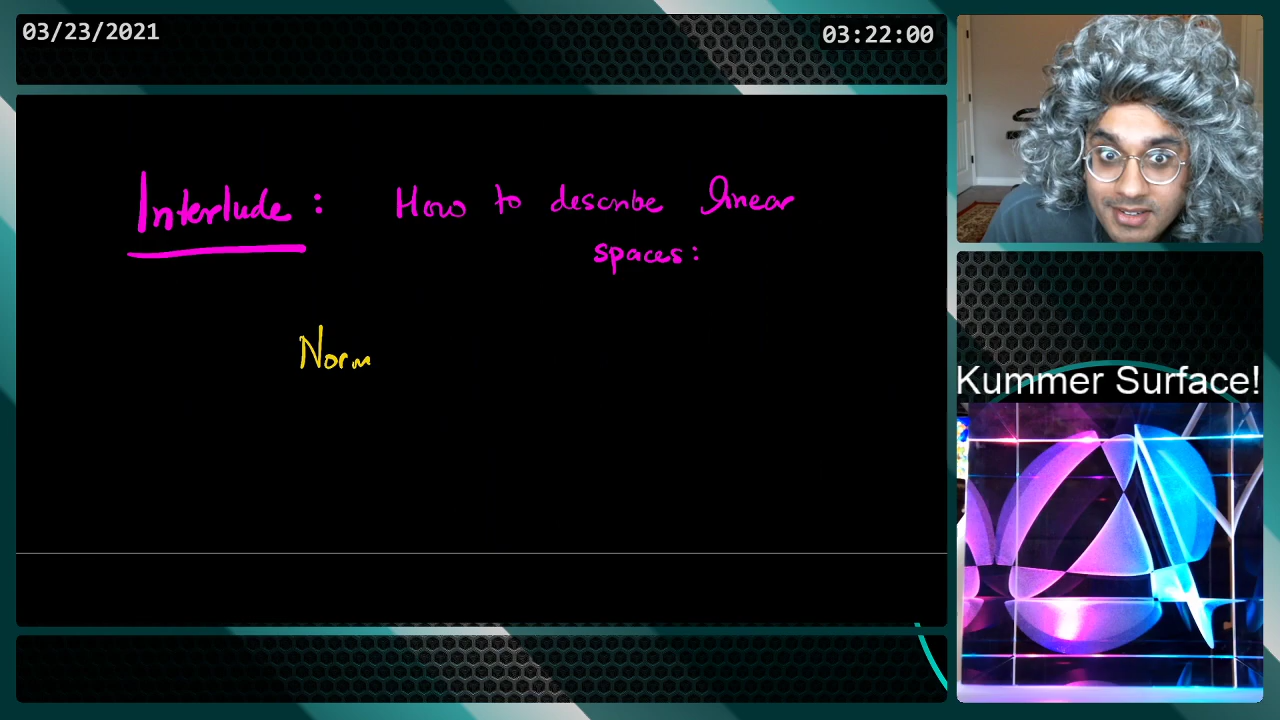 03/23/2021
03:22:00
Interlude: How to describe linear
spaces:
Norm
Kummer Surface!